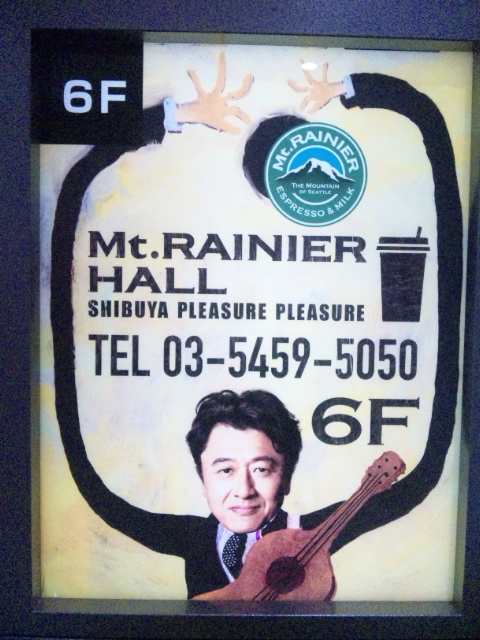 6F
Mt.RAINIER
THE MOUNTAIN
OF SEATTLE
ESPRESSO & MILK
Mt.RAINIER
HALL
SHIBUYA PLEASURE PLEASURE
TEL 03-5459-5050
6F